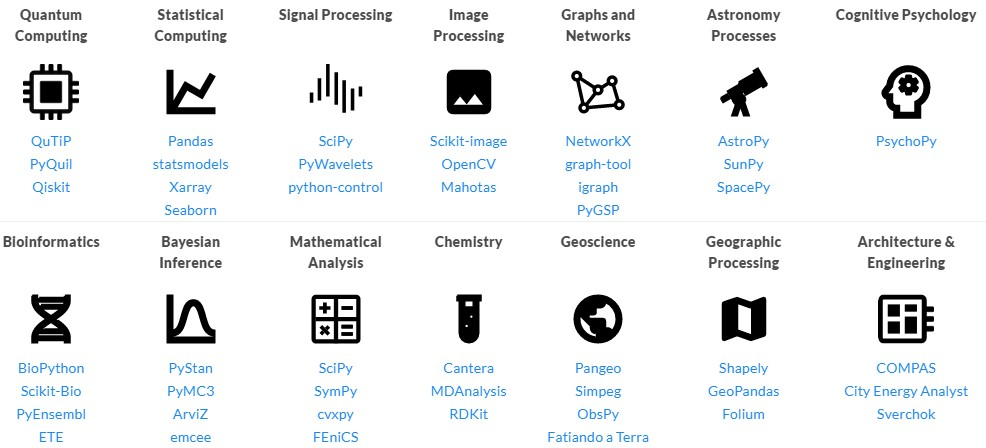 Quantum
Computing
QuTiP
PyQuil
Qiskit
Statistical
Computing
Pandas
statsmodels
Xarray
Seaborn
Signal Processing
SciPy
PyWavelets
python-control
Image
Processing
Scikit-image
OpenCV
Mahotas
Graphs and
Networks
NetworkX
graph-tool
igraph
PyGSP
Astronomy
Processes
AstroPy
SunPy
SpacePy
Cognitive Psychology
PsychoPy
Bioinformatics
BioPython
Scikit-Bio
PyEnsembl
ETE
Bayesian
Inference
PyStan
PyMC3
ArviZ
emcee
Mathematical
Analysis
SciPy
SymPy
cvxpy
FEniCS
Chemistry
Cantera
MDAnalysis
RDKit
Geoscience
Pangeo
Simpeg
ObsPy
Fatiando a Terra
Geographic
Processing
Shapely
GeoPandas
Folium
Architecture &
Engineering
COMPAS
City Energy Analyst
Sverchok